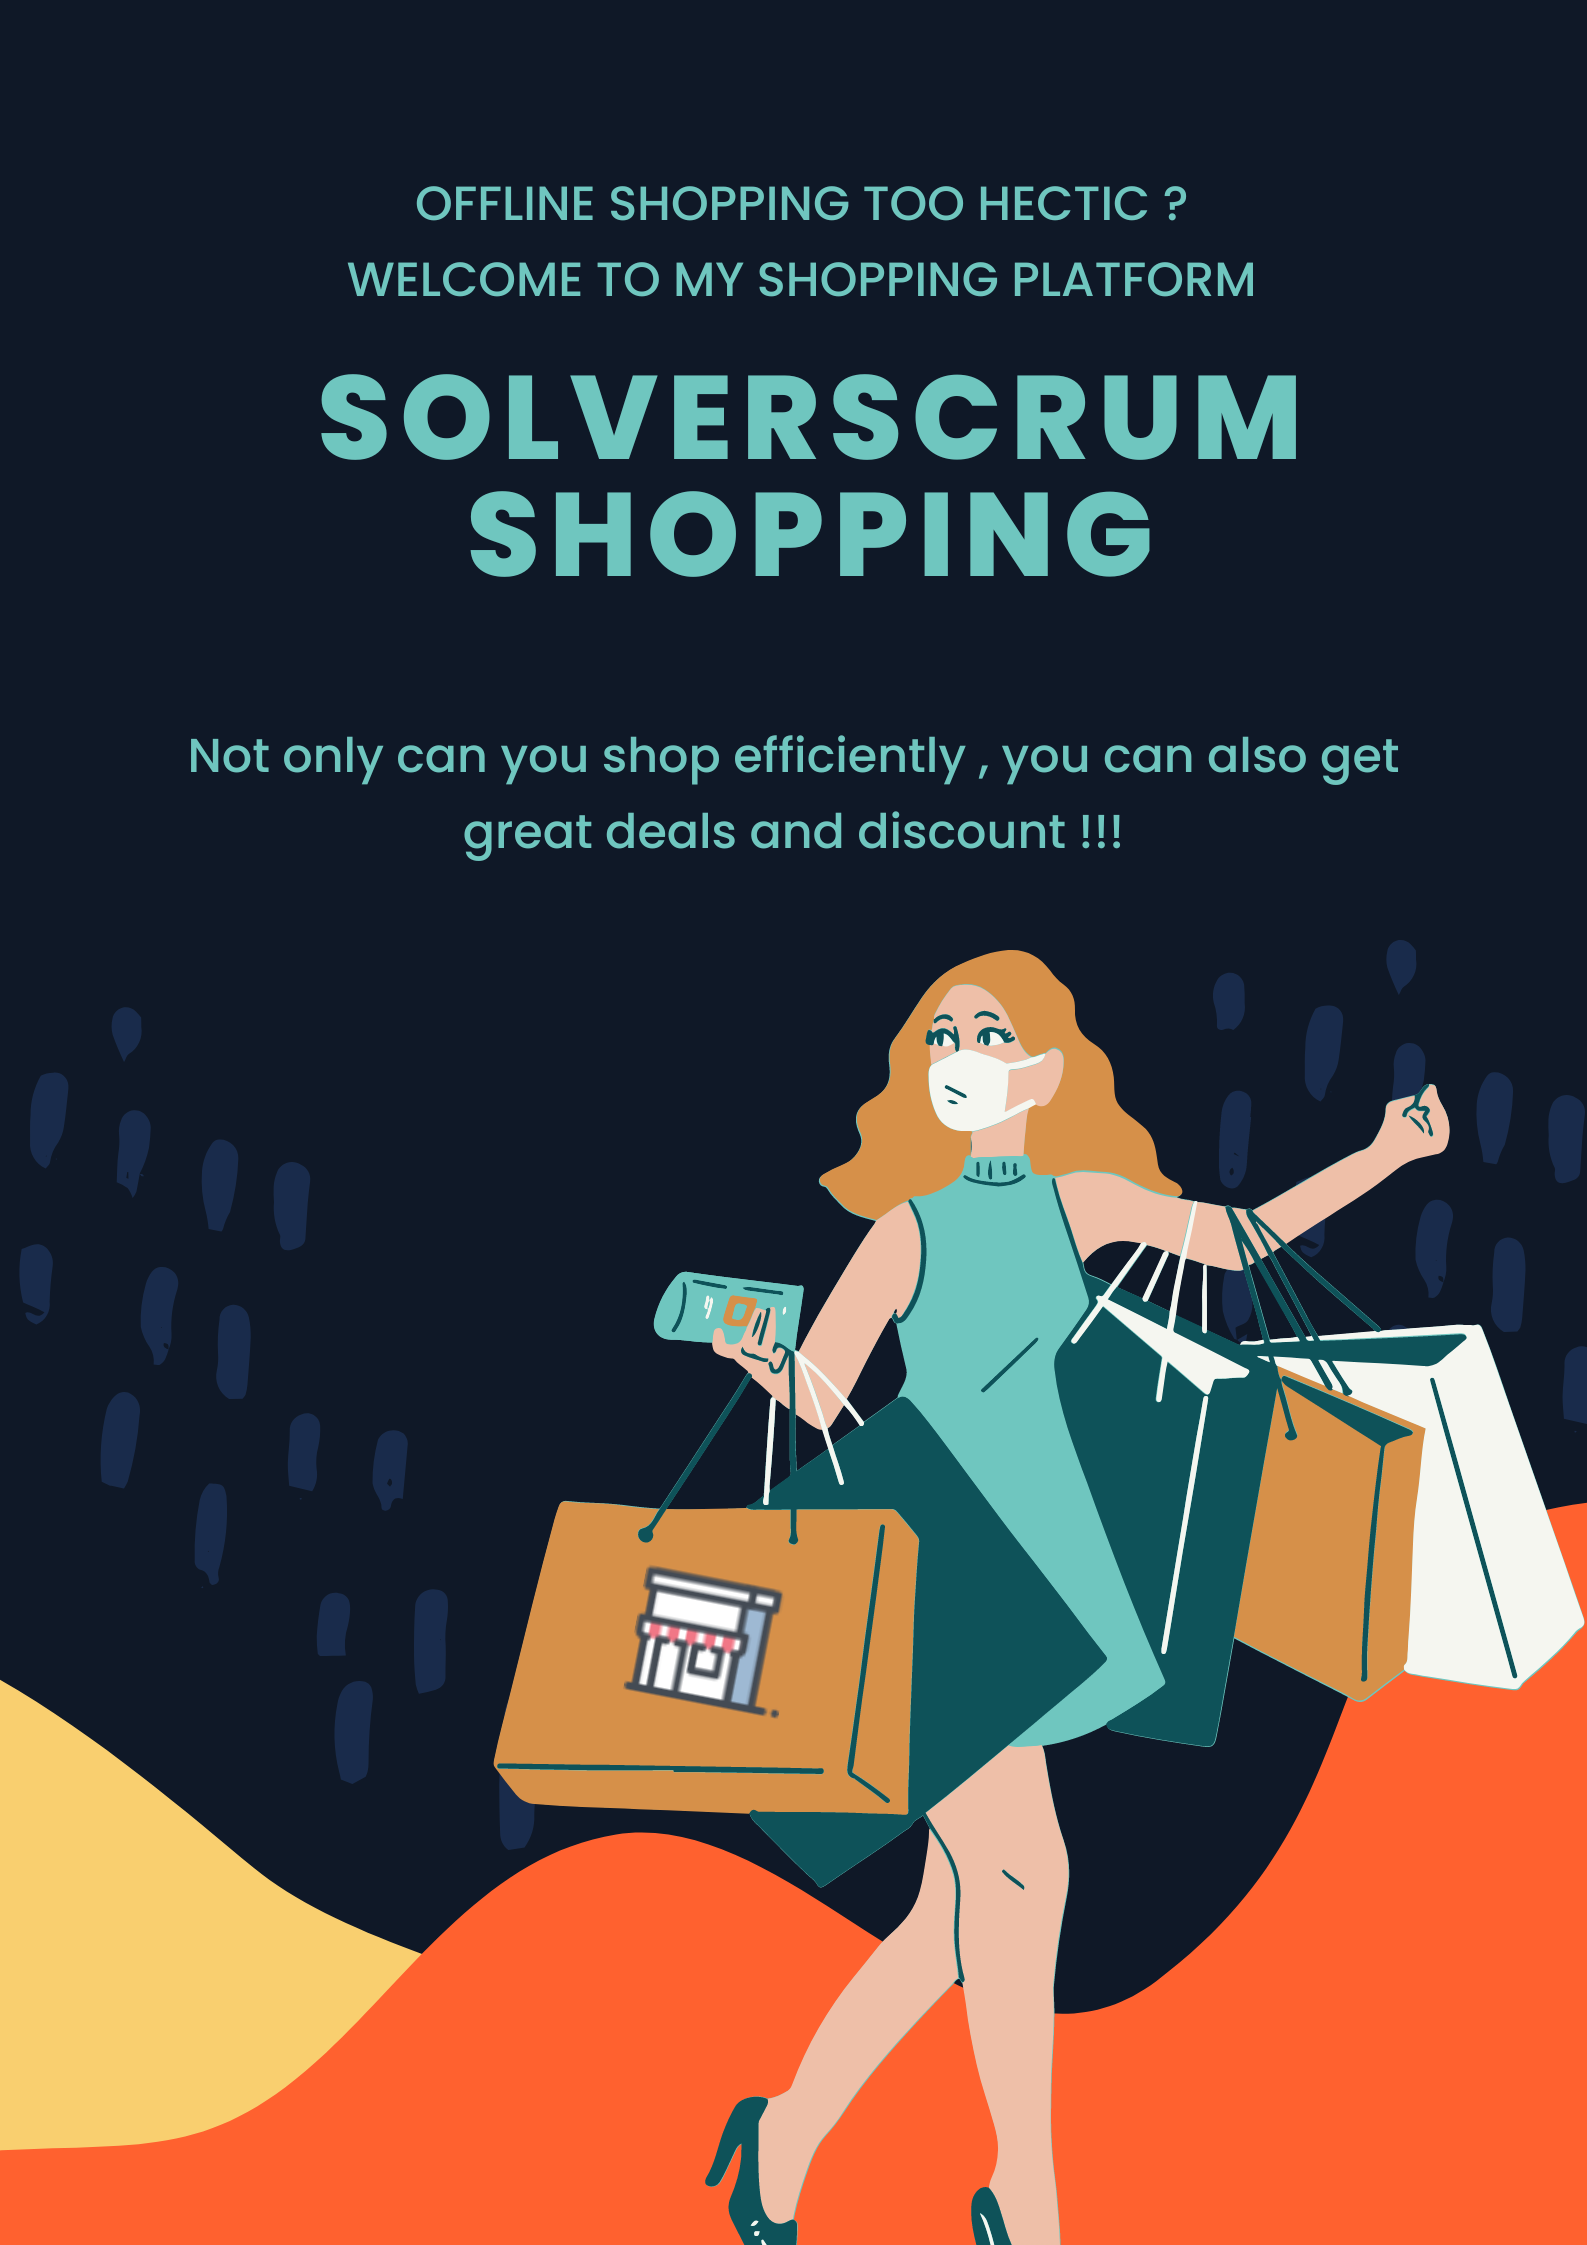 OFFLINE SHOPPING TOO HECTIC ?
WELCOME TO MY SHOPPING PLATFORM
SOLVERSCRUM
SHOPPING
Not only can you shop efficiently , you can also get
great deals and discount !!!